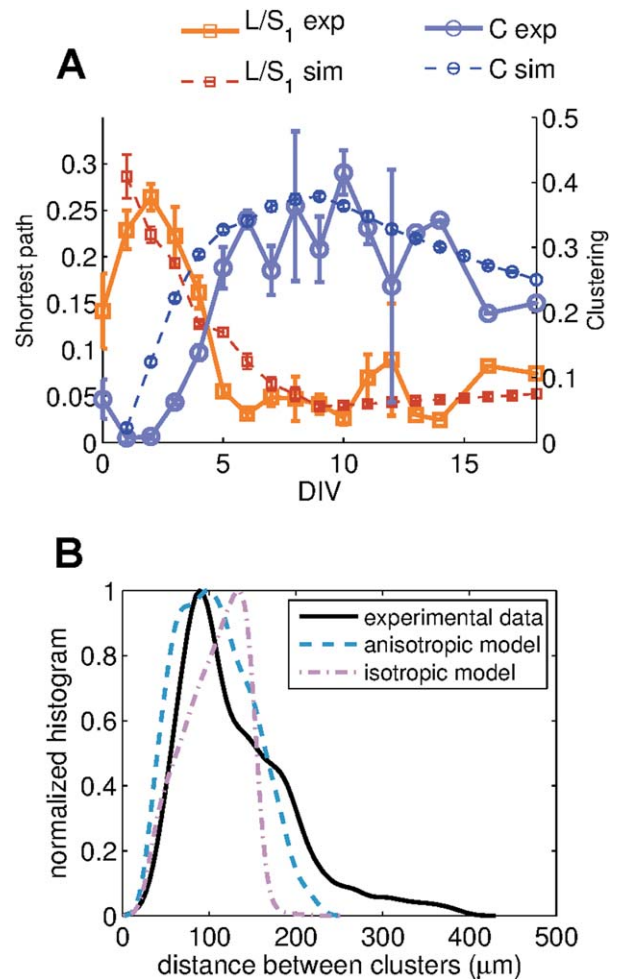 L/S1 exp
C exp
L/S1 sim
C sim
A
Shortest path
0.3
0.25
0.2
0.15
0.1
0.05
0
0.5
0.4
0.3
0.2
0.1
0
Clustering
0 5 10 15
DIV
B
normalized histogram
1
0.8
0.6
0.4
0.2
0
experimental data
anisotropic model
isotropic model
0 100 200 300 400 500
distance between clusters (μm)